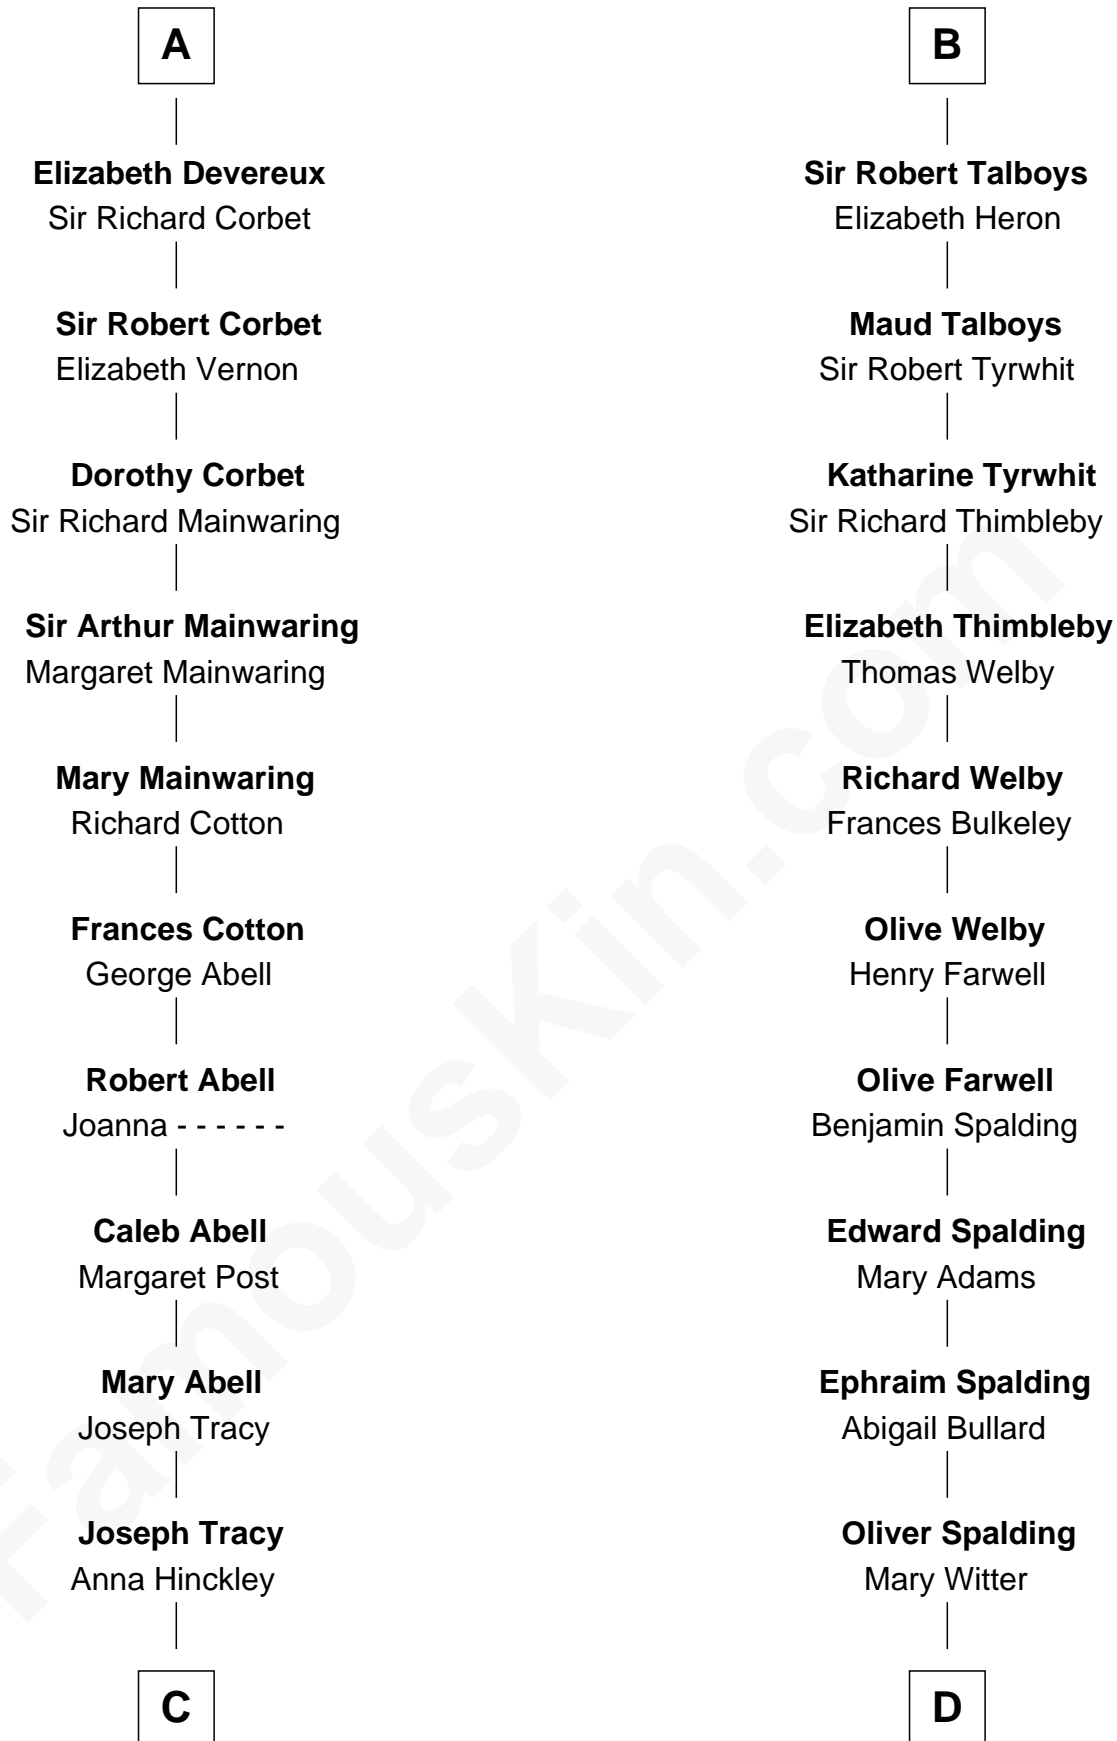 A
Elizabeth Devereux
Sir Richard Corbet
Sir Robert Corbet
Elizabeth Vernon
Dorothy Corbet
Sir Richard Mainwaring
Sir Arthur Mainwaring
Margaret Mainwaring
Mary Mainwaring
Richard Cotton
Frances Cotton
George Abell
Robert Abell
Joanna - - - - - -
Caleb Abell
Margaret Post
Mary Abell
Joseph Tracy
Joseph Tracy
Anna Hinckley
C
B
Sir Robert Talboys
Elizabeth Heron
Maud Talboys
Sir Robert Tyrwhit
Katharine Tyrwhit
Sir Richard Thimbleby
Elizabeth Thimbleby
Thomas Welby
Richard Welby
Frances Bulkeley
Olive Welby
Henry Farwell
Olive Farwell
Benjamin Spalding
Edward Spalding
Mary Adams
Ephraim Spalding
Abigail Bullard
Oliver Spalding
Mary Witter
D
FamousKin.com